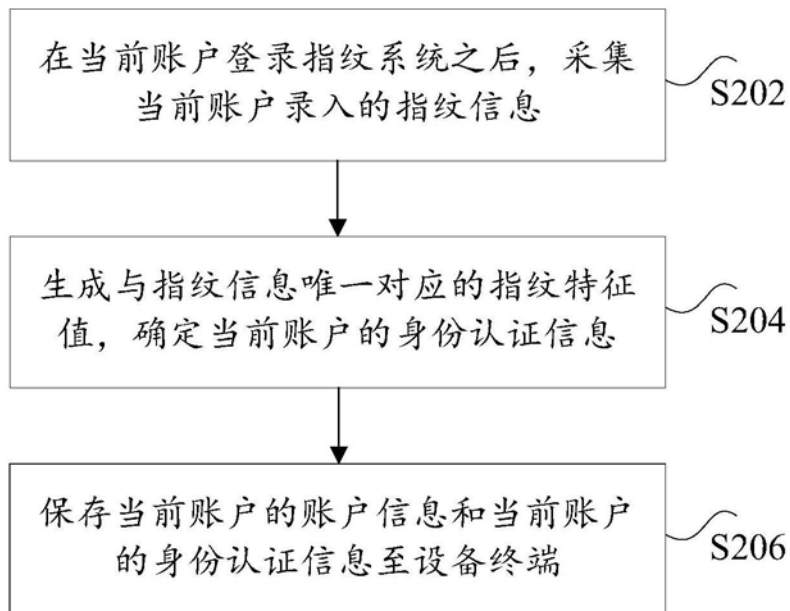 在当前账户登录指纹系统之后，采集
当前账户录入的指纹信息
S202
生成与指纹信息唯一对应的指纹特征
值，确定当前账户的身份认证信息
S204
保存当前账户的账户信息和当前账户
的身份认证信息至设备终端
S206